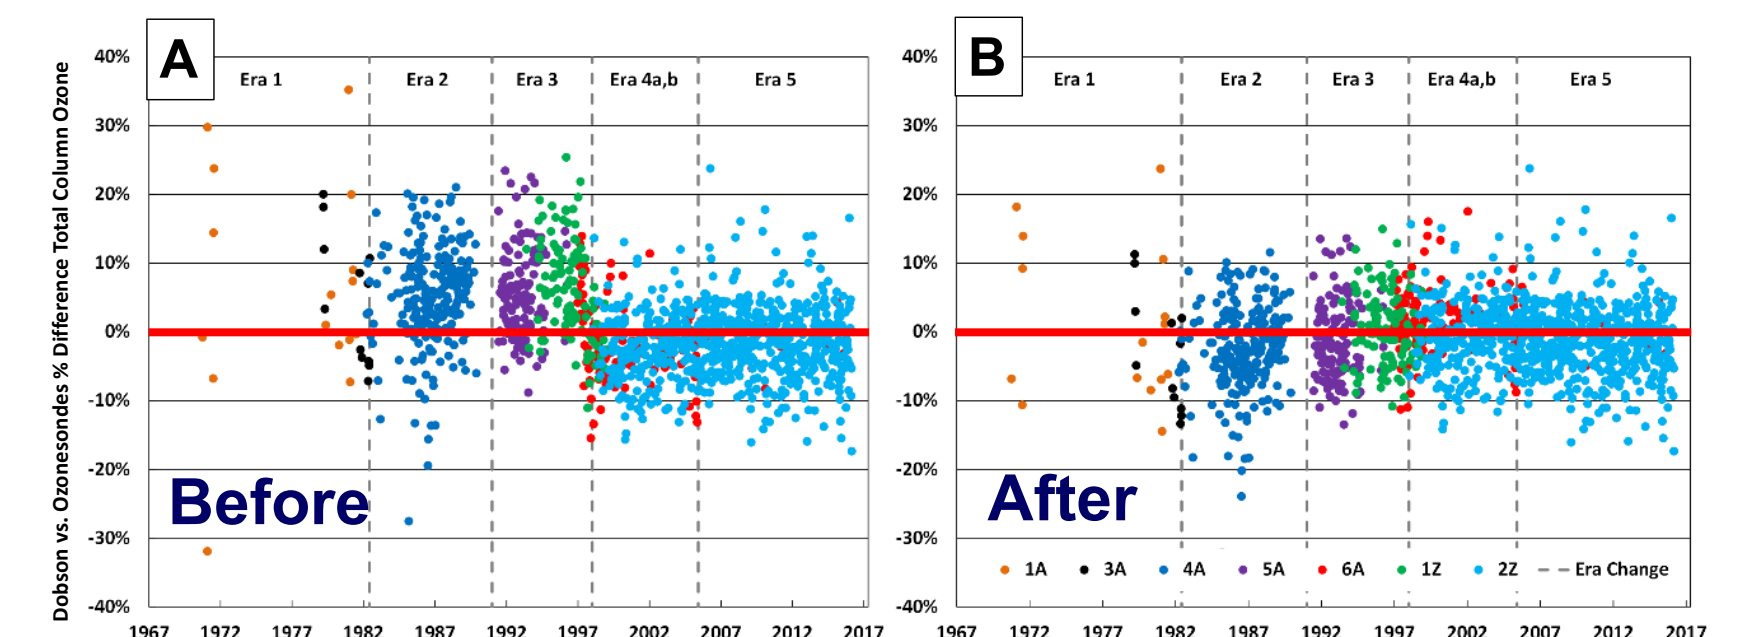 A
B
Dobson vs. Ozonesondes % Difference Total Column Ozone
40%
30%
20%
10%
0%
-10%
-20%
-30%
-40%
Era 1
Era 2
Era 3
Era 4a,b
Era 5
Before
1967 1972 1977 1982 1987 1992 1997 2002 2007 2012 2017
40%
30%
20%
10%
0%
-10%
-20%
-30%
-40%
Era 1
Era 2
Era 3
Era 4a,b
Era 5
After
1A 3A 4A 5A 6A 1Z 2Z Era Change
1967 1972 1977 1982 1987 1992 1997 2002 2007 2012 2017